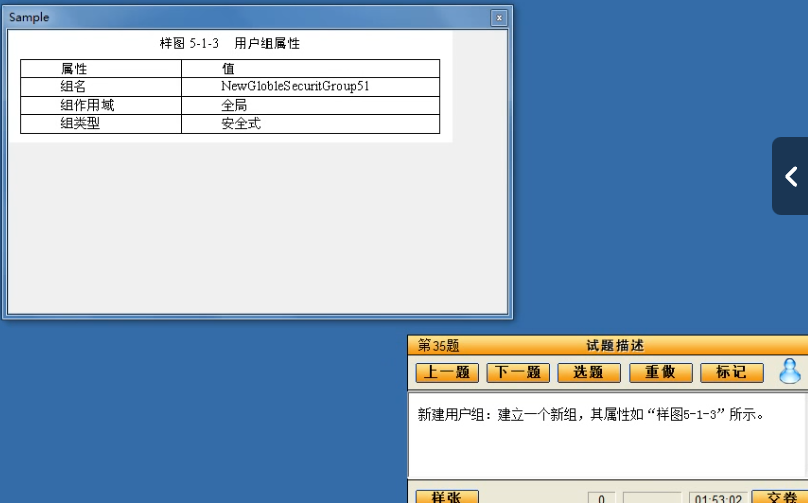 Sample
样图 5-1-3 用户组属性
属性 值
组名 NewGlobleSecuritGroup51
组作用域 全局
组类型 安全式
第35题 试题描述
上一题 下一题 选题 重做 标记
新建用户组：建立一个新组，其属性如“样图5-1-3”所示。
样张 0 01:53:02 交卷